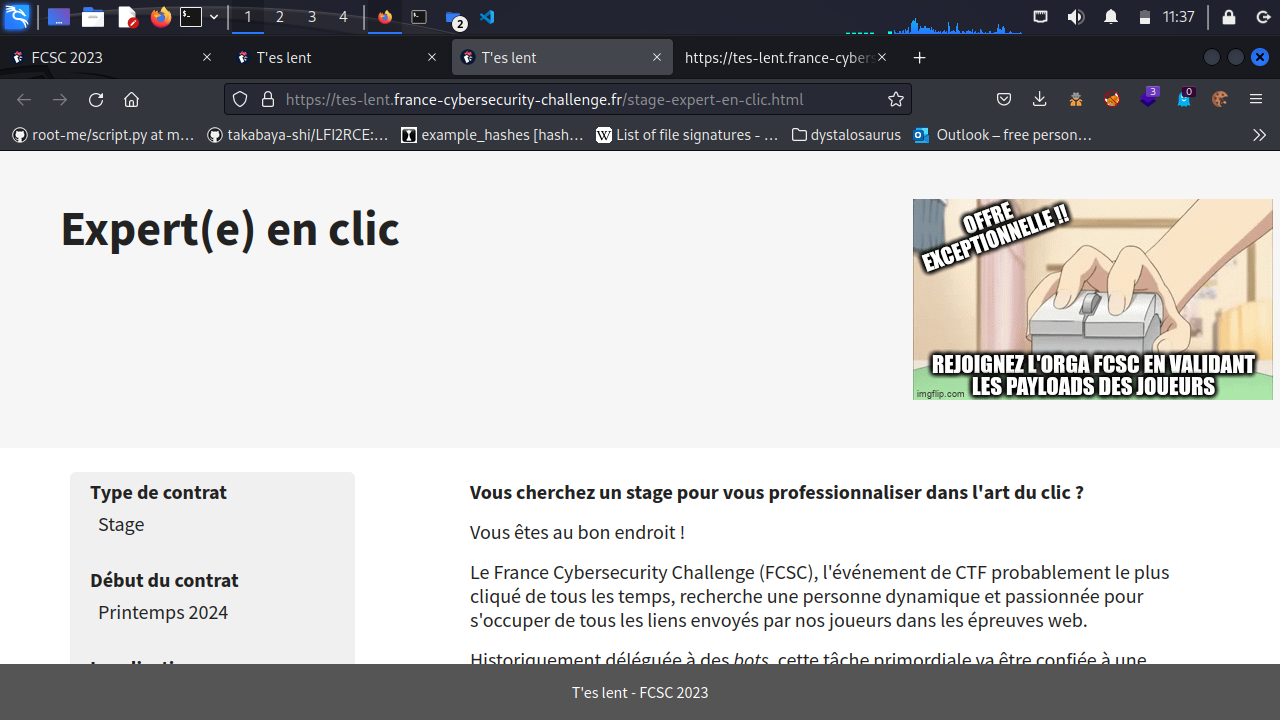 1
2
3
4
2
11:37
FCSC 2023
T'es lent
T'es lent
https://tes-lent.france-cybers
https://tes-lent.france-cybersecurity-challenge.fr/stage-expert-en-clic.html
3
0
root-me/script.py at m…
takabaya-shi/LFI2RCE:…
example_hashes [hash…
List of file signatures - …
dystalosaurus
Outlook – free person…
Expert(e) en clic
OFFRE
EXCEPTIONNELLE !!
REJOIGNEZ L'ORGA FCSC EN VALIDANT
LES PAYLOADS DES JOUEURS
imgflip.com
Type de contrat
Stage
Début du contrat
Printemps 2024
Vous cherchez un stage pour vous professionnaliser dans l'art du clic ?
Vous êtes au bon endroit !
Le France Cybersecurity Challenge (FCSC), l'événement de CTF probablement le plus
cliqué de tous les temps, recherche une personne dynamique et passionnée pour
s'occuper de tous les liens envoyés par nos joueurs dans les épreuves web.
Historiquement déléguée à des bots, cette tâche primordiale va être confiée à une
T'es lent - FCSC 2023